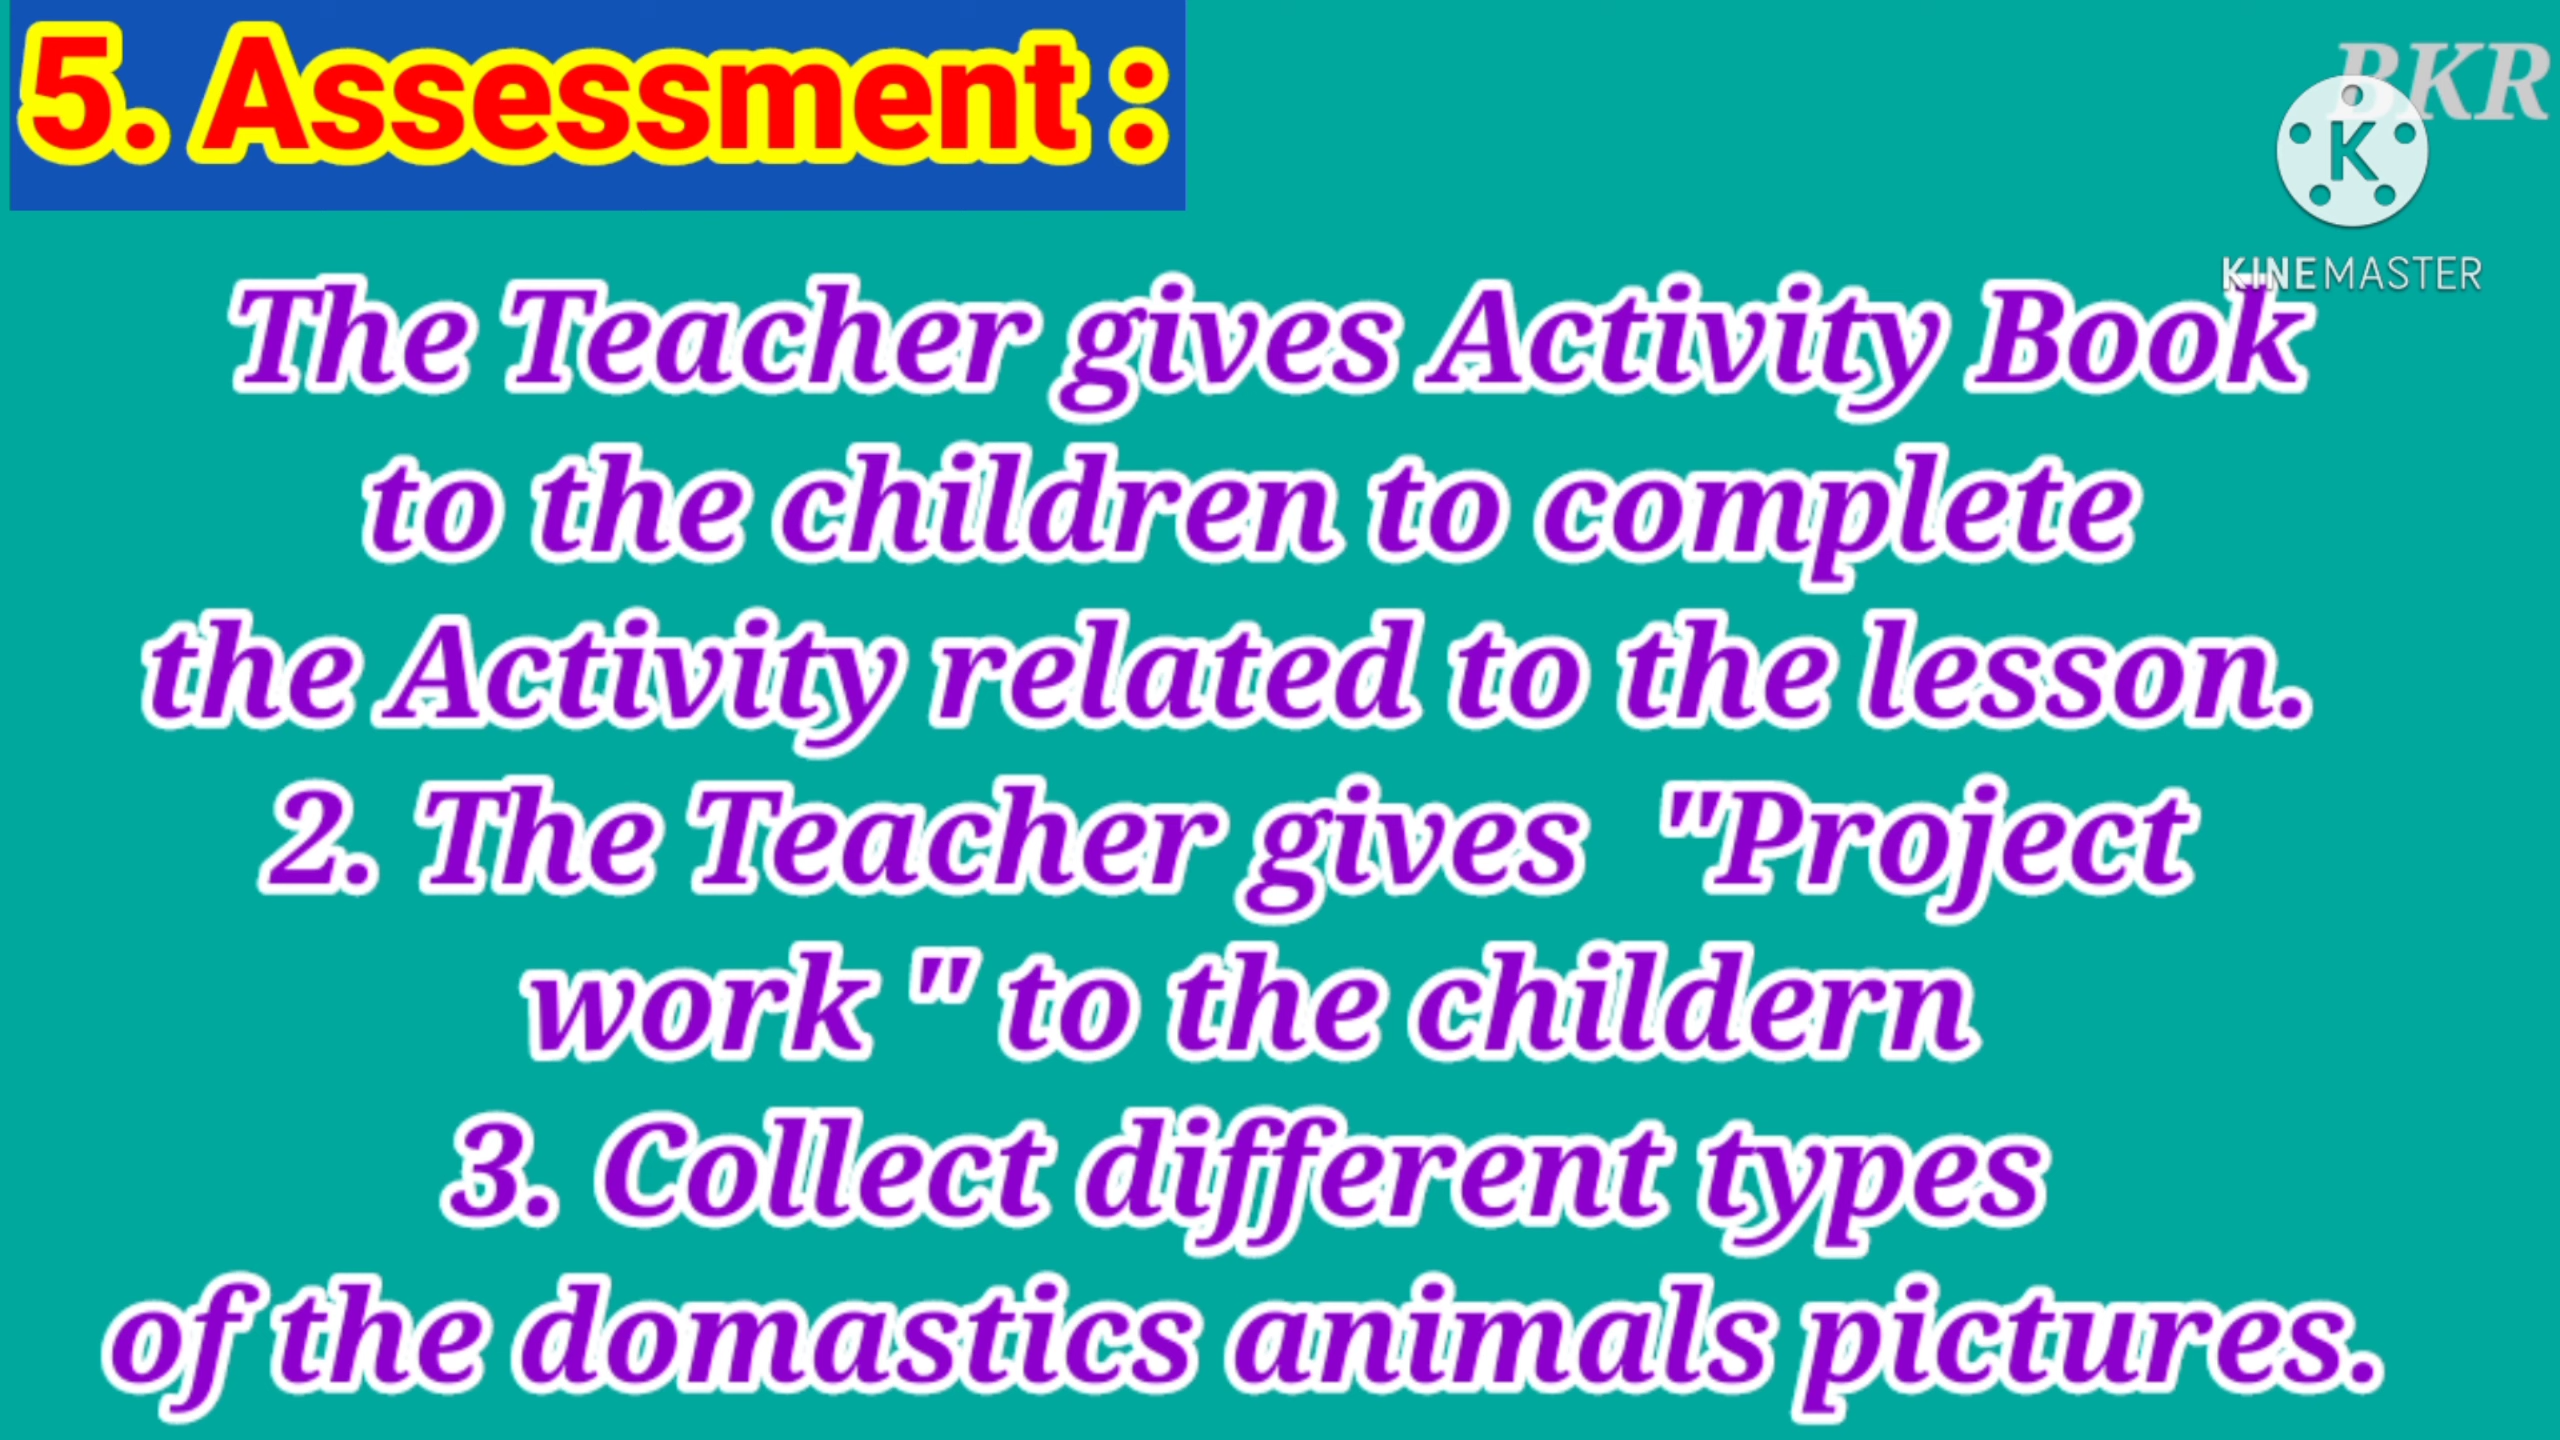 5. Assessment :
BKR
K
KINEMASTER
The Teacher gives Activity Book
to the children to complete
the Activity related to the lesson.
2. The Teacher gives "Project
work " to the childern
3. Collect different types
of the domastics animals pictures.